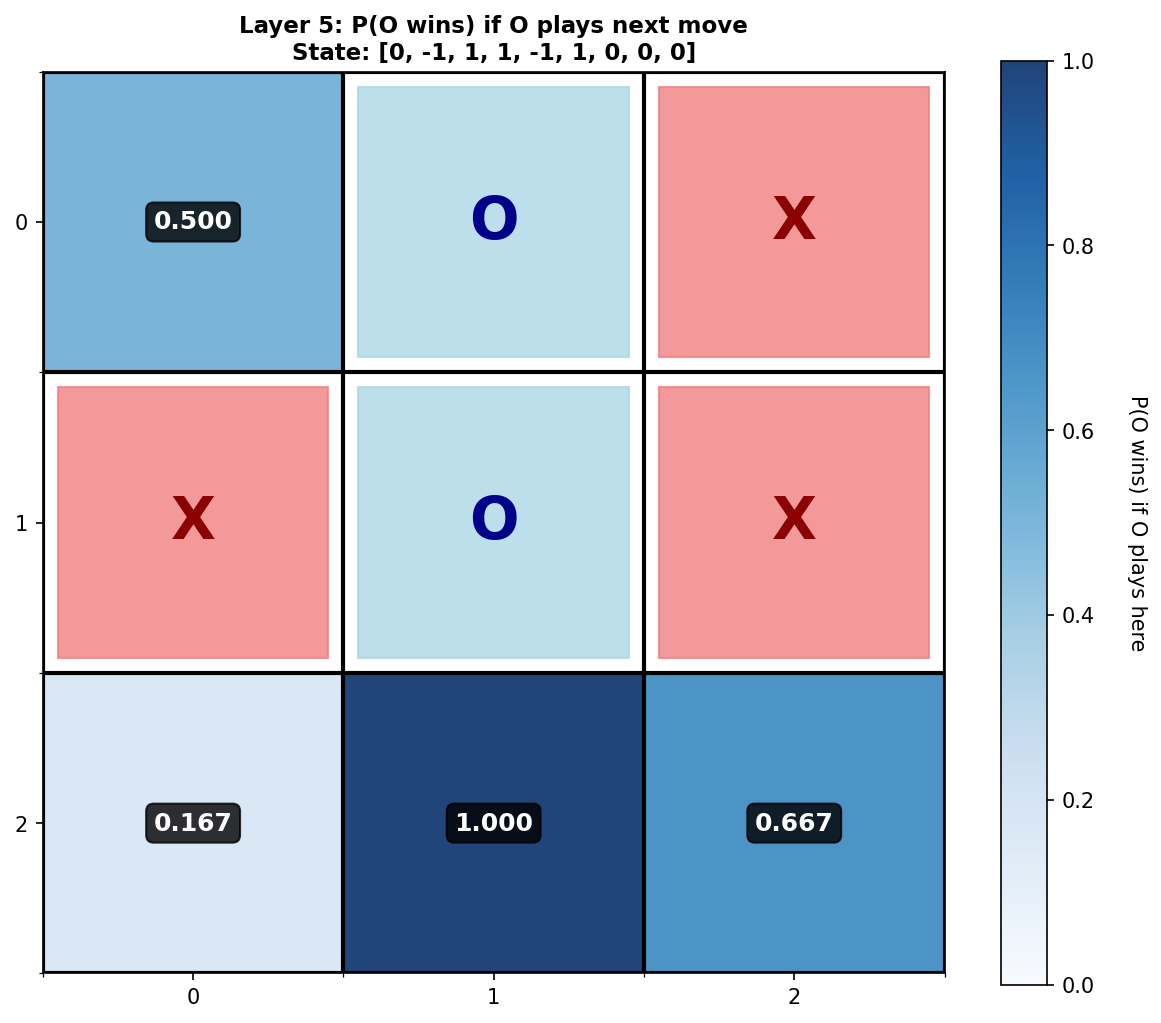 Layer 5: P(O wins) if O plays next move
State: [0, -1, 1, 1, -1, 1, 0, 0, 0]
0
0.500
O
X
1
X
O
X
2
0.167
1.000
0.667
0
1
2
1.0
0.8
0.6
0.4
0.2
0.0
P(O wins) if O plays here